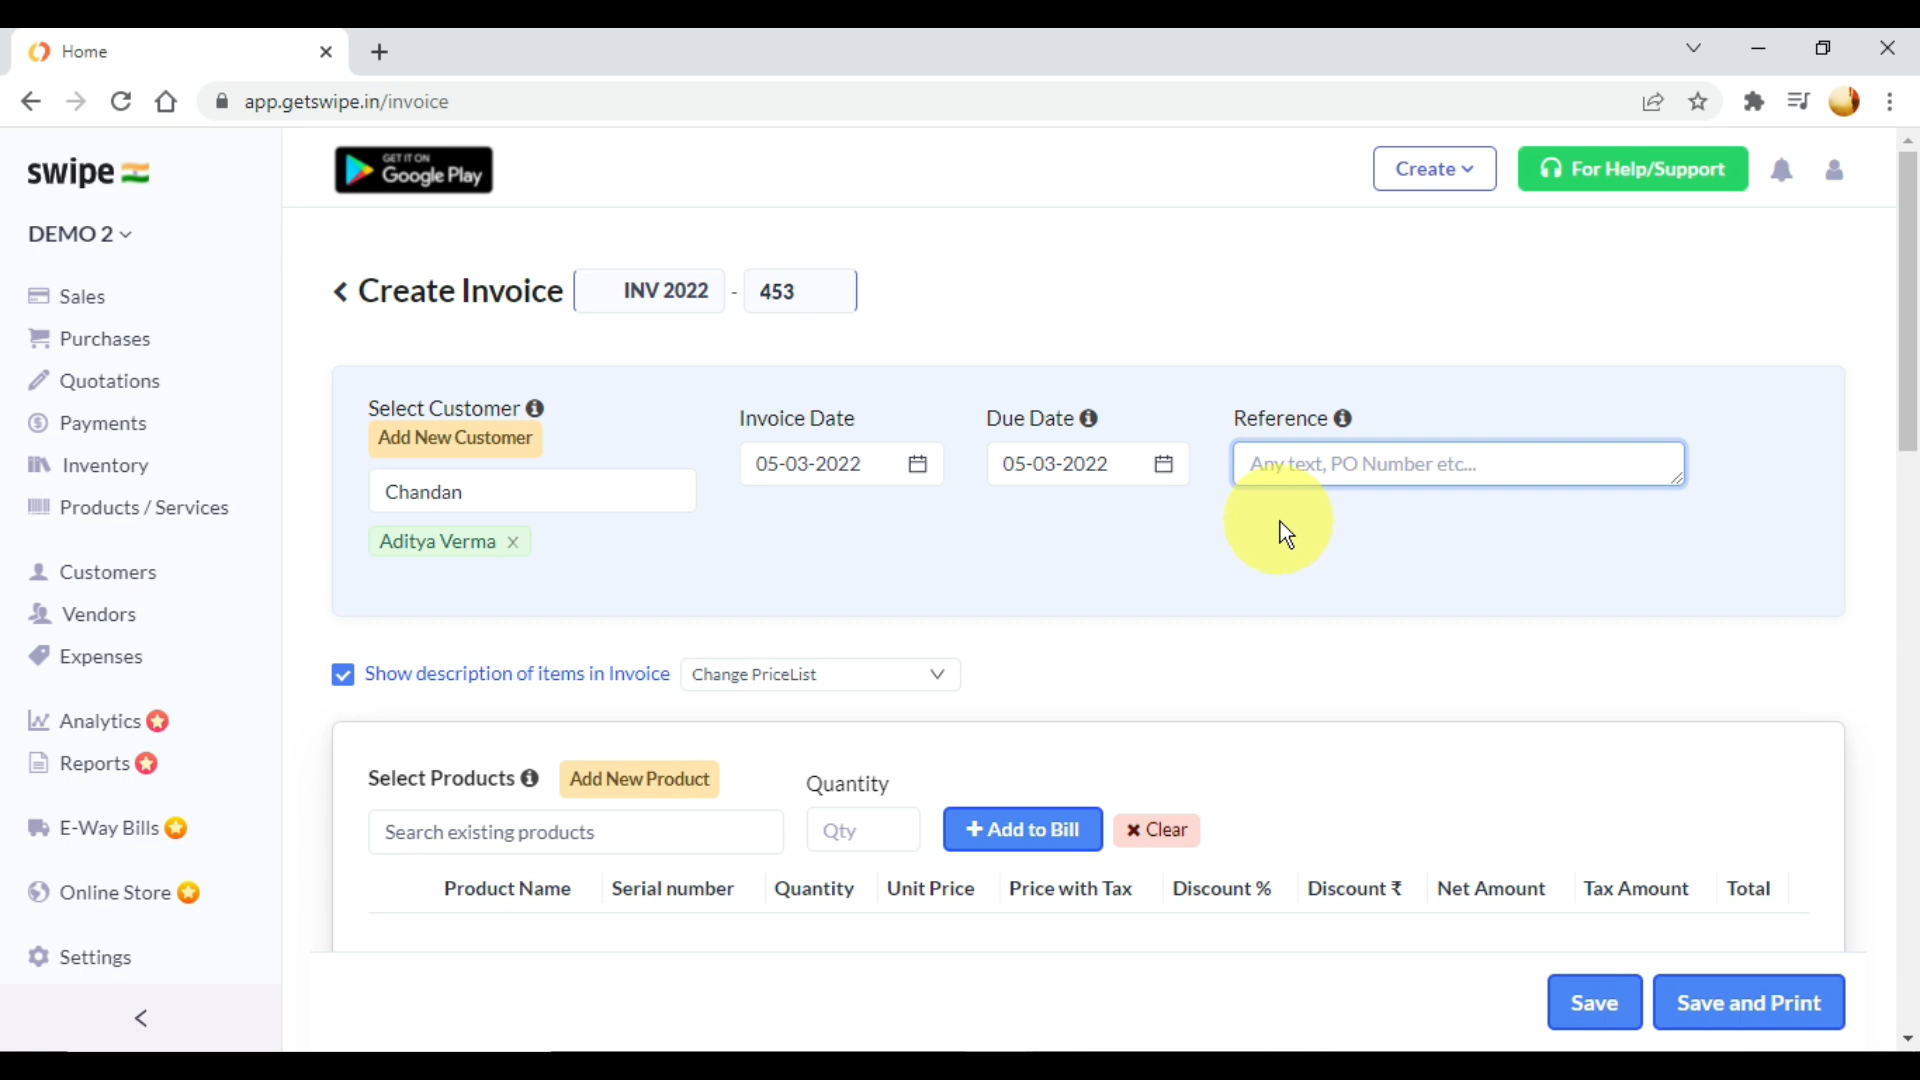 Home
app.getswipe.in/invoice
swipe
GET IT ON
Google Play
Create
For Help/Support
DEMO 2
Sales
Purchases
Quotations
Payments
Inventory
Products / Services
Customers
Vendors
Expenses
Analytics
Reports
E-Way Bills
Online Store
Settings
Create Invoice INV 2022 - 453
Select Customer
Add New Customer
Chandan
Aditya Verma
Invoice Date
05-03-2022
Due Date
05-03-2022
Reference
Any text, PO Number etc...
Show description of items in Invoice
Change PriceList
Select Products
Add New Product
Quantity
Search existing products
Qty
+ Add to Bill
Clear
Product Name Serial number Quantity Unit Price Price with Tax Discount % Discount ₹ Net Amount Tax Amount Total
Save
Save and Print